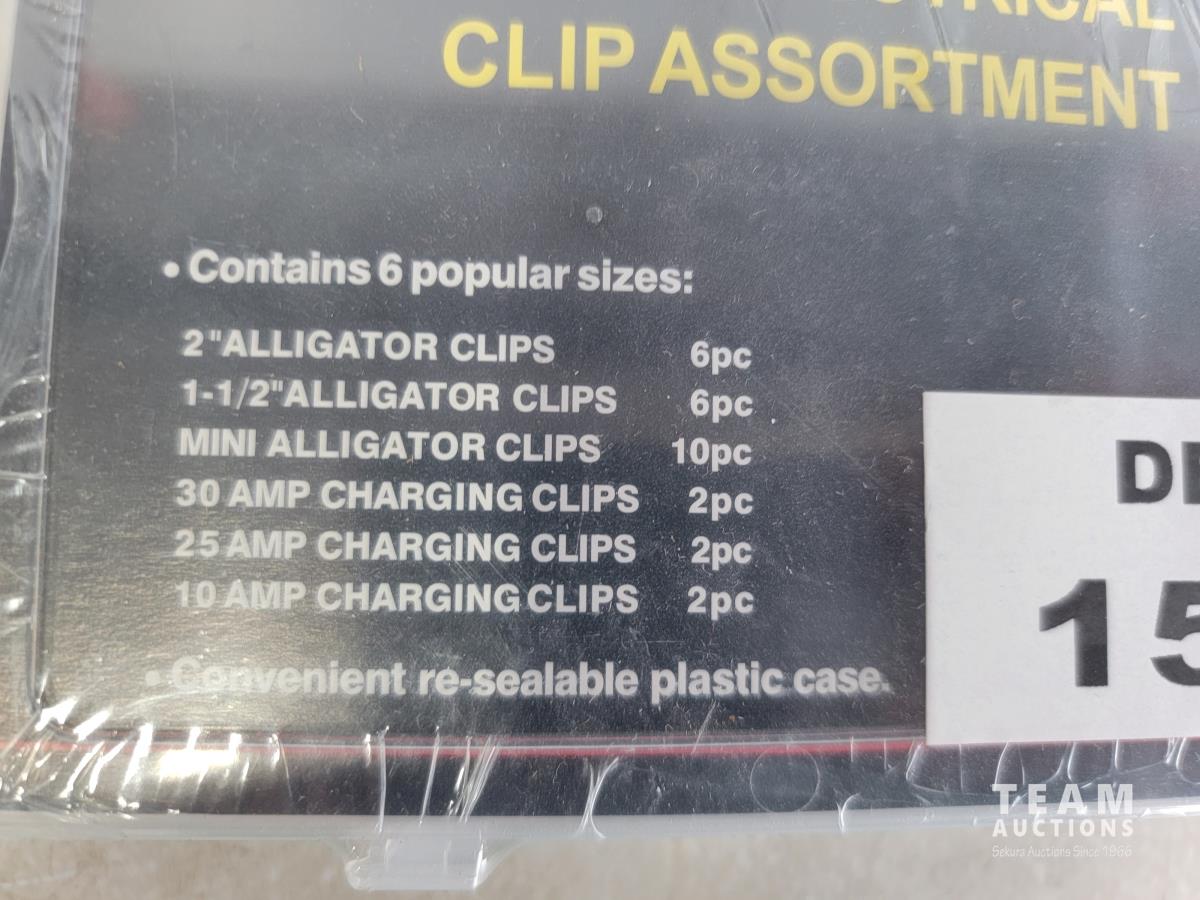 CLIP ASSORTMENT
• Contains 6 popular sizes:
2" ALLIGATOR CLIPS 6pc
1-1/2" ALLIGATOR CLIPS 6pc
MINI ALLIGATOR CLIPS 10pc
30 AMP CHARGING CLIPS 2pc
25 AMP CHARGING CLIPS 2pc
10 AMP CHARGING CLIPS 2pc
• Convenient re-sealable plastic case.
15
TEAM
AUCTIONS
Sekura Auctions Since 1966